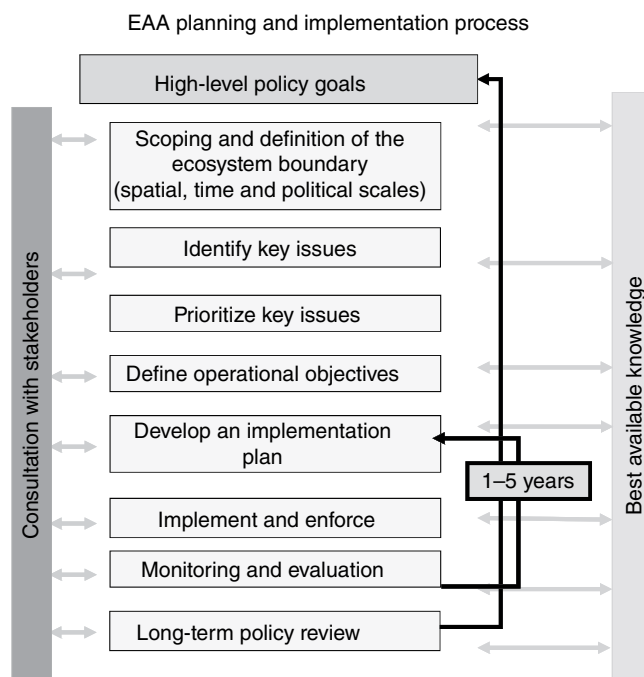 EAA planning and implementation process
High-level policy goals
Consultation with stakeholders
Scoping and definition of the
ecosystem boundary
(spatial, time and political scales)
Identify key issues
Prioritize key issues
Define operational objectives
Develop an implementation
plan
1–5 years
Implement and enforce
Monitoring and evaluation
Long-term policy review
Best available knowledge